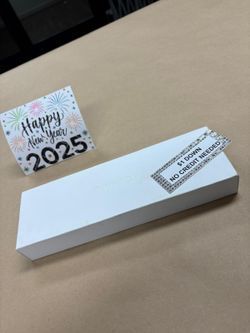 Happy
New Year
2025
$1 DOWN
NO CREDIT NEEDED